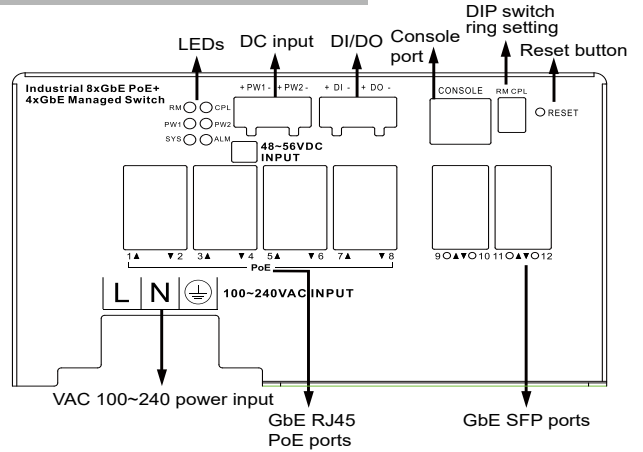 DIP switch
ring setting
LEDs
DC input
DI/DO
Console
port
Reset button
Industrial 8xGbE PoE+
4xGbE Managed Switch
+ PW1 - + PW2 -
+ DI - + DO -
CONSOLE
RM CPL
RM CPL
PW1 PW2
SYS ALM
RESET
48~56VDC
INPUT
1▲ ▼2 3▲ ▼4 5▲ ▼6 7▲ ▼8
9○▲▼○10 11○▲▼○12
PoE
L N 100~240VAC INPUT
VAC 100~240 power input
GbE RJ45
PoE ports
GbE SFP ports